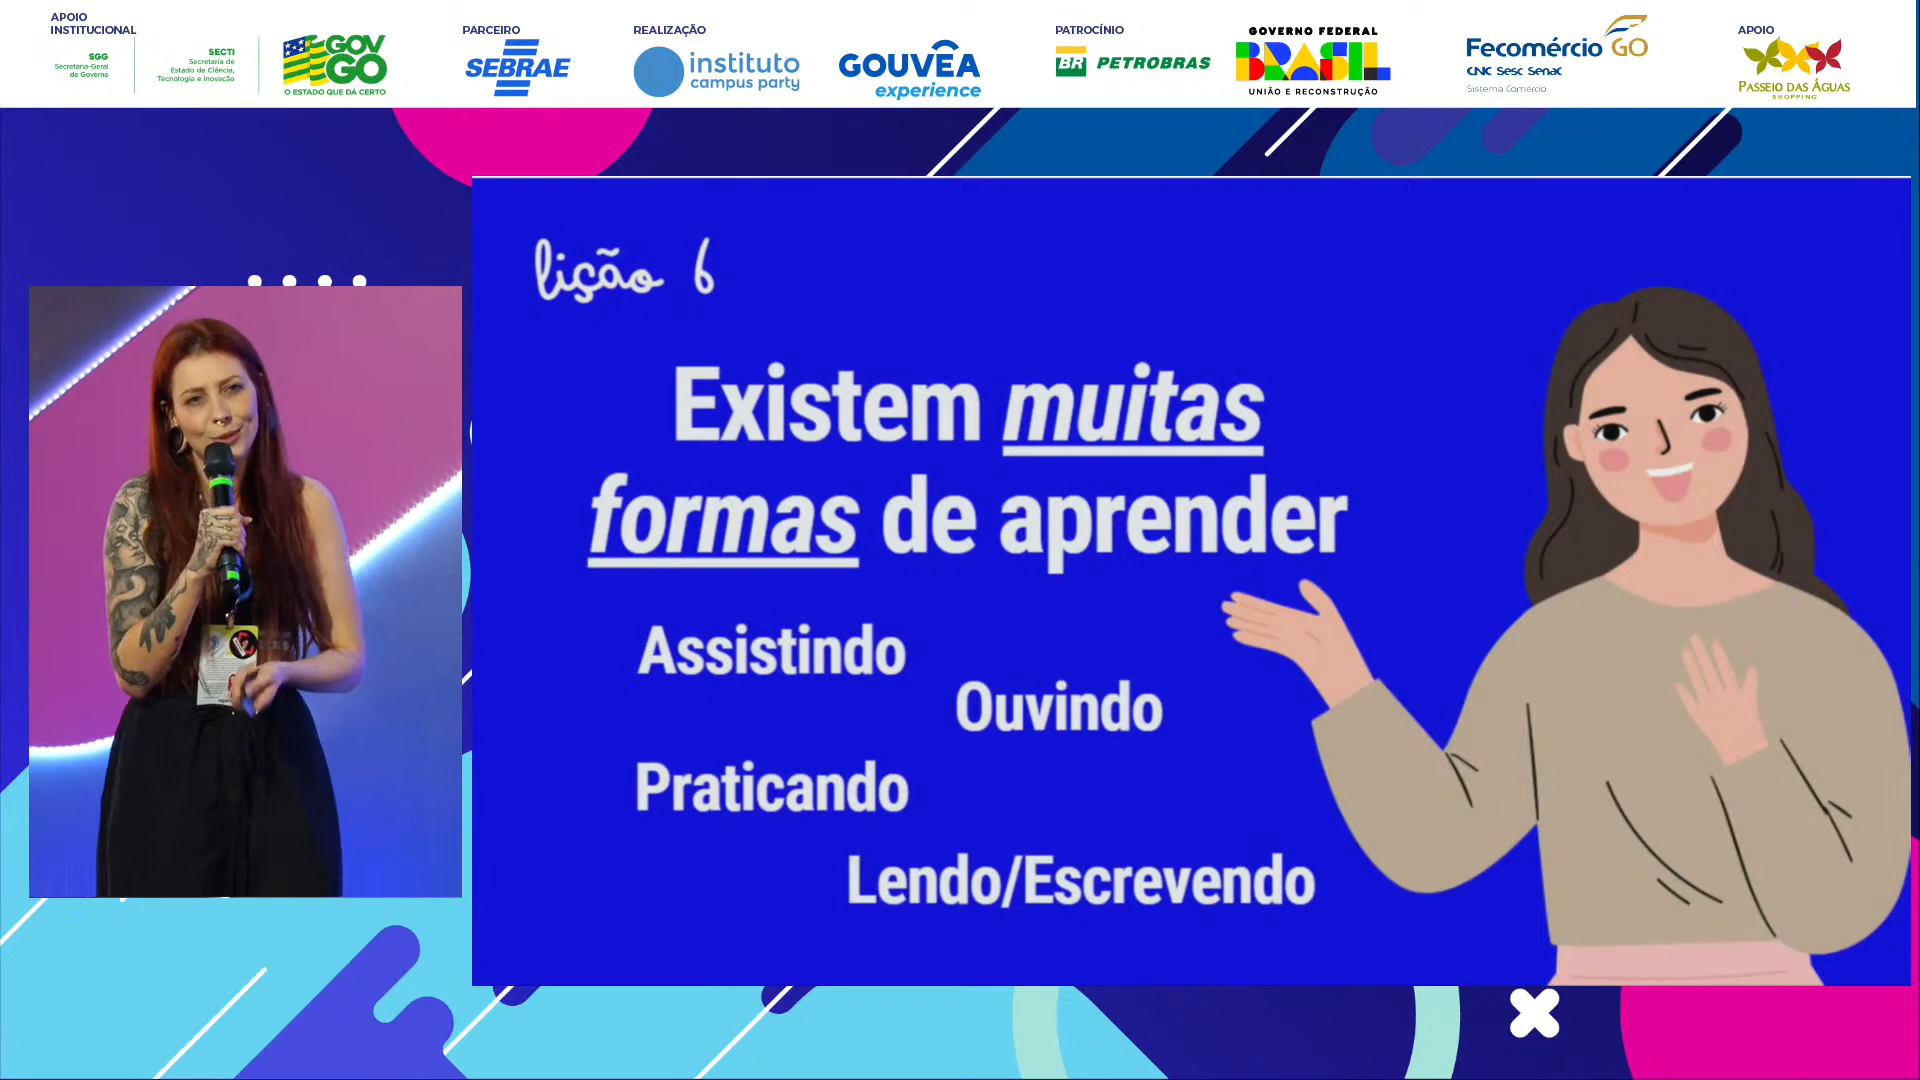 APOIO
INSTITUCIONAL
SGG
Secretaria-Geral
de Governo
SECTI
Secretaria de
Estado de Ciência,
Tecnologia e Inovação
GOV
GO
O ESTADO QUE DÁ CERTO
PARCEIRO
SEBRAE
REALIZAÇÃO
instituto
campus party
GOUVÊA
experience
PATROCÍNIO
BR PETROBRAS
GOVERNO FEDERAL
BRASIL
UNIÃO E RECONSTRUÇÃO
Fecomércio GO
CNC Sesc Senac
Sistema Comércio
APOIO
PASSEIO DAS ÁGUAS
SHOPPING
lição 6
Existem muitas
formas de aprender
Assistindo
Ouvindo
Praticando
Lendo/Escrevendo